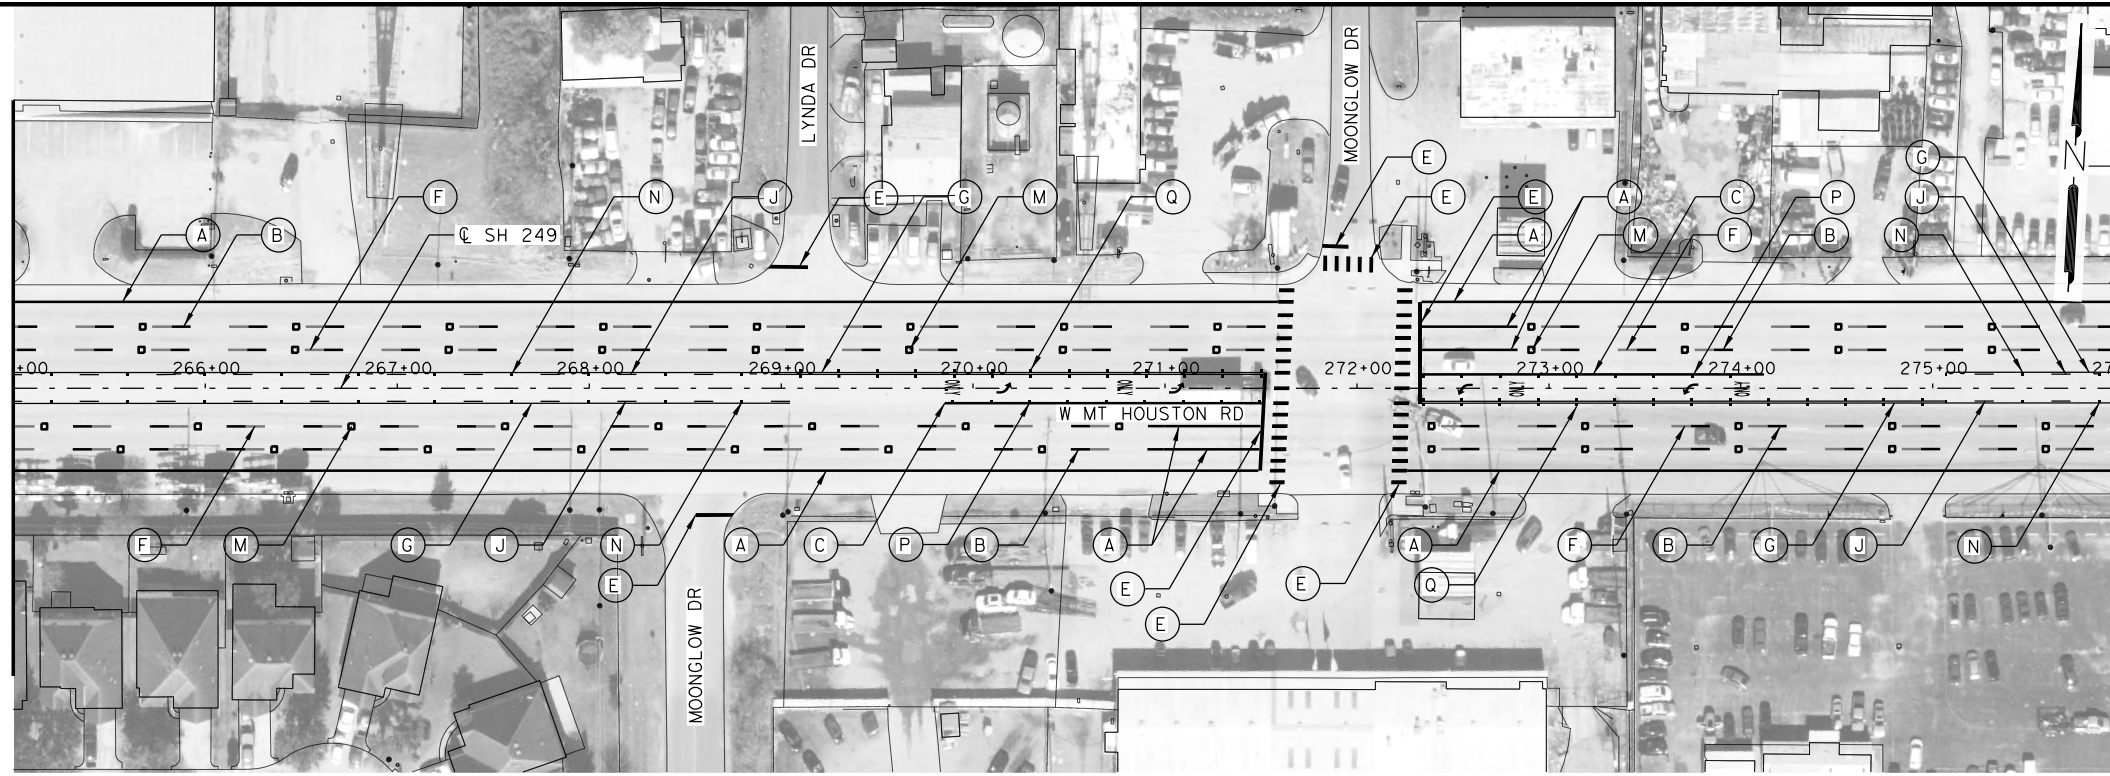 LYNDA DR
MOONGLOW DR
N
E
G
F
N
J
E
G
M
Q
E
E
A
C
P
J
A
B
℄ SH 249
A
M
F
B
N
+00
266+00
267+00
268+00
269+00
270+00
271+00
272+00
273+00
274+00
275+00
27
ONLY
ONLY
ONLY
ONLY
W MT HOUSTON RD
F
M
G
J
N
A
C
P
B
A
A
F
B
G
J
N
E
E
E
Q
E
MOONGLOW DR